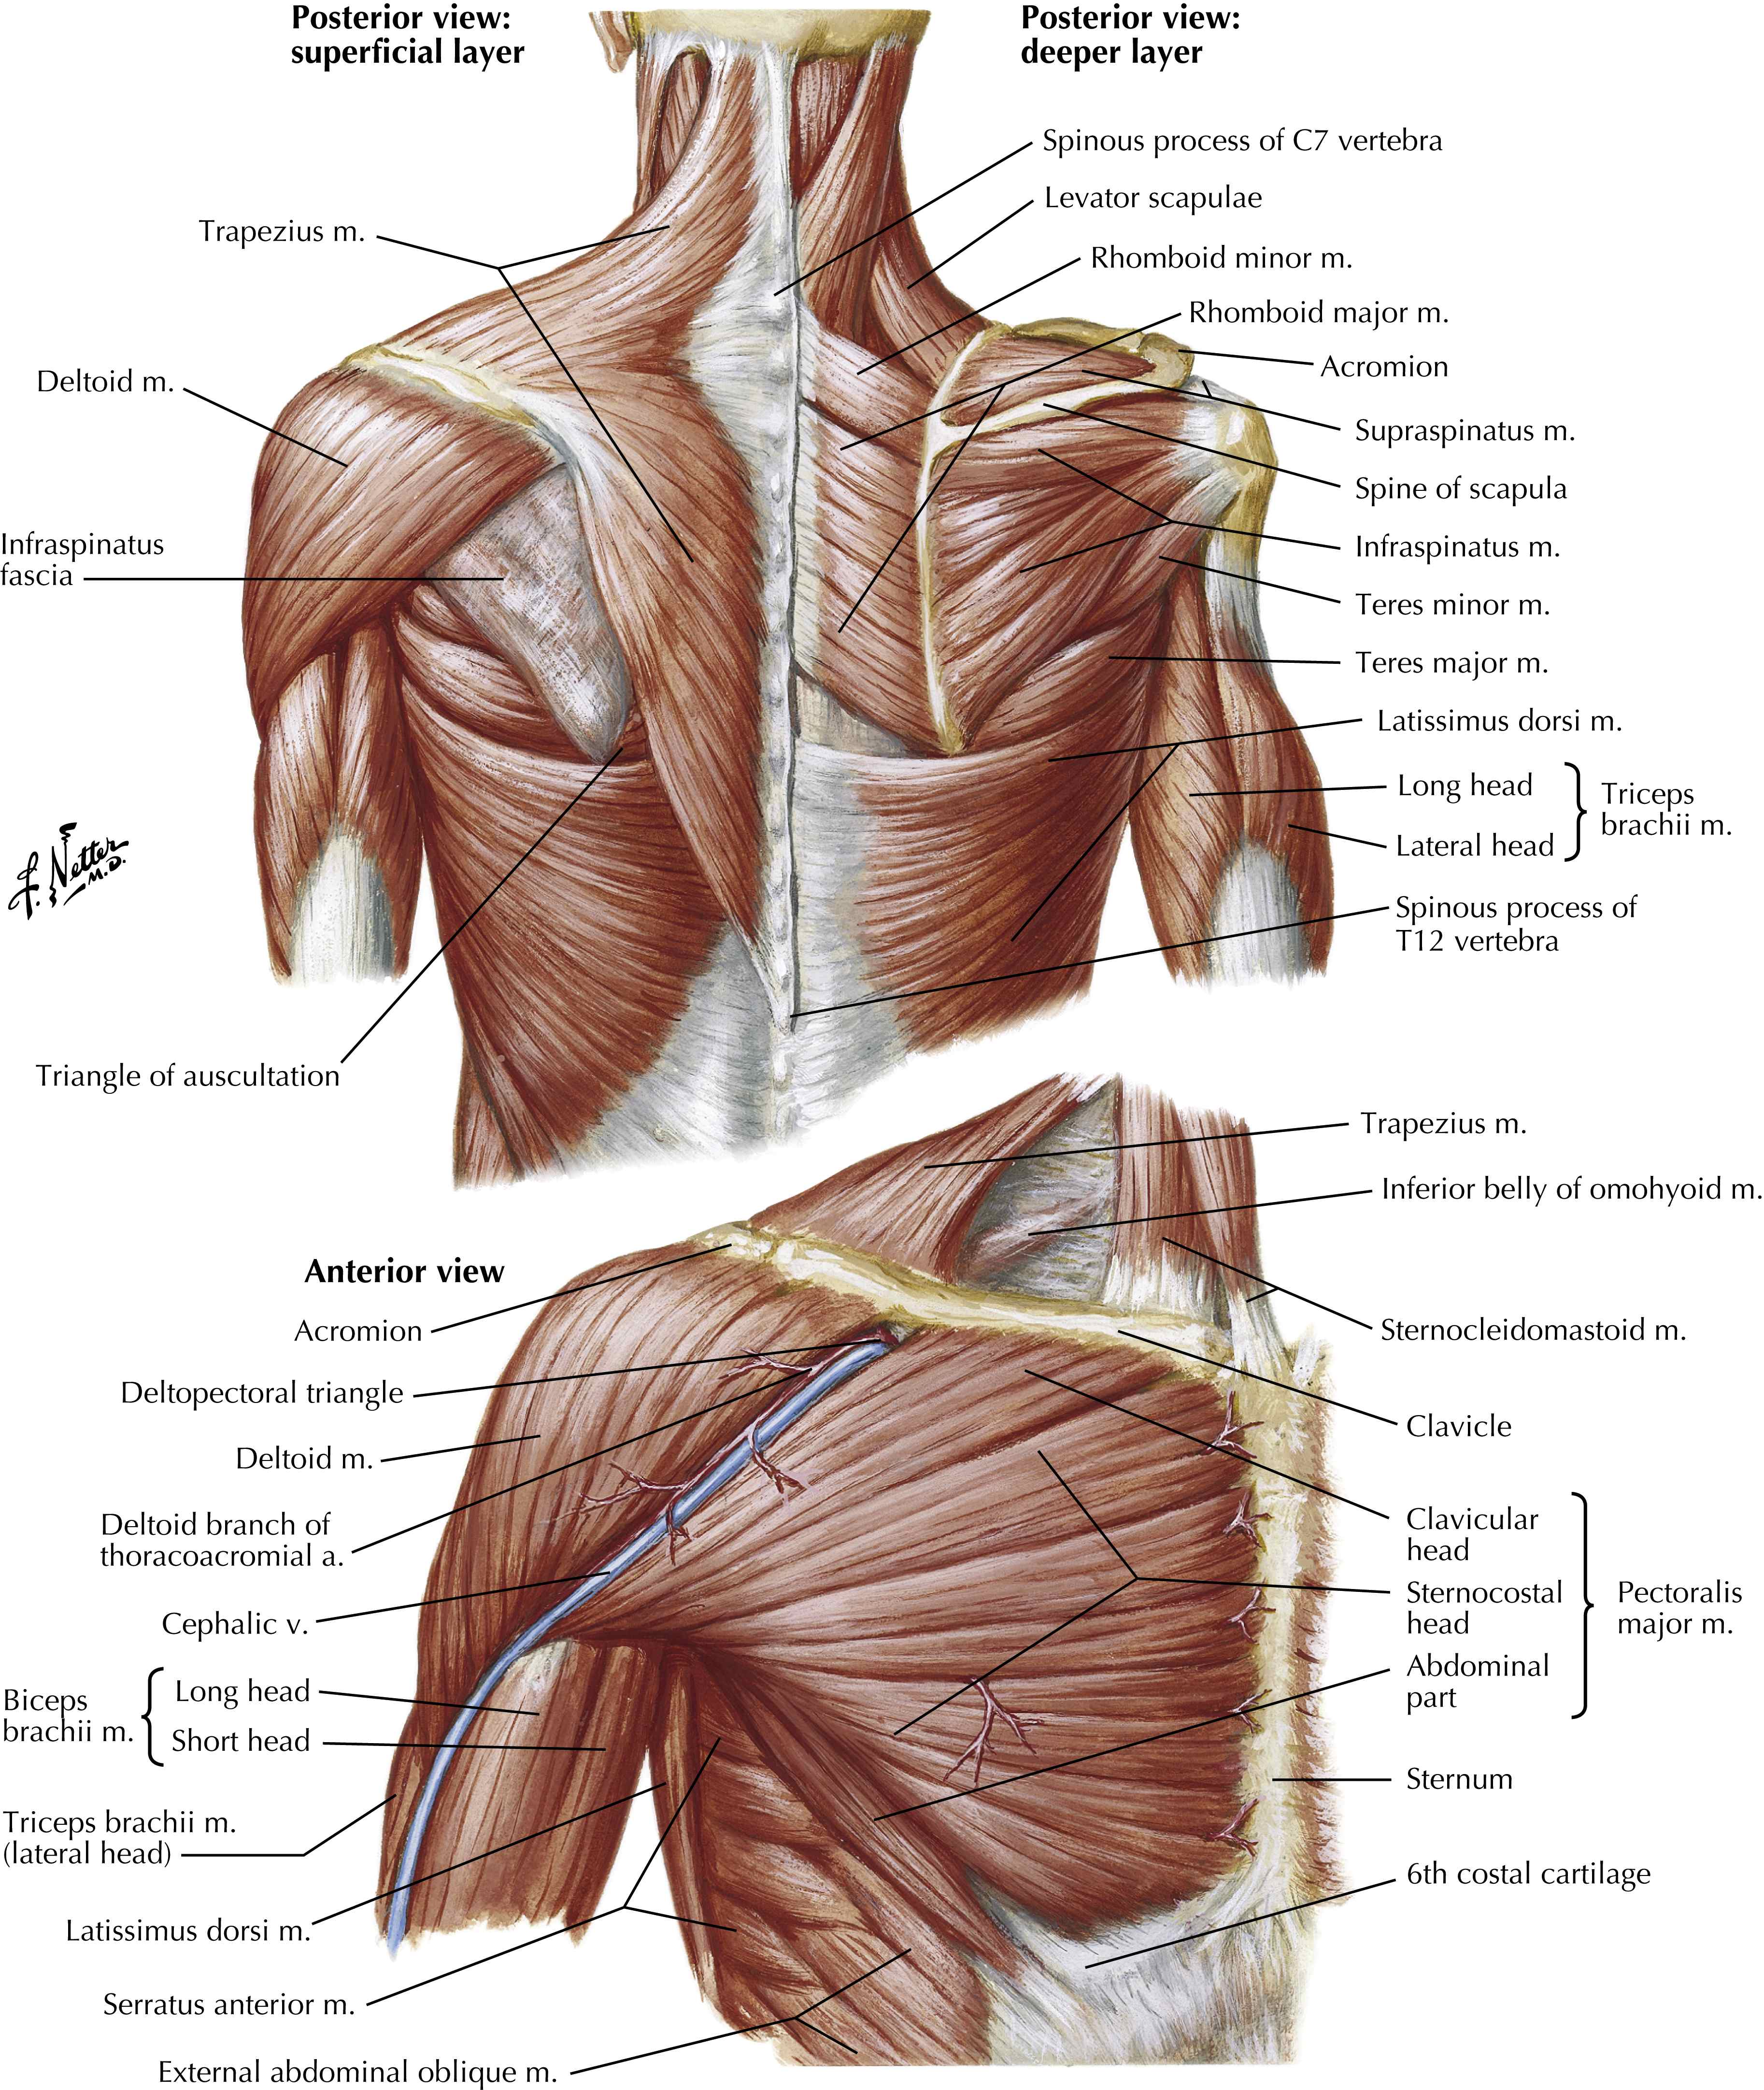 Posterior view:
superficial layer
Posterior view:
deeper layer
Spinous process of C7 vertebra
Levator scapulae
Trapezius m.
Rhomboid minor m.
Rhomboid major m.
Acromion
Deltoid m.
Supraspinatus m.
Spine of scapula
Infraspinatus
fascia
Infraspinatus m.
Teres minor m.
Teres major m.
Latissimus dorsi m.
Long head
Lateral head
Triceps
brachii m.
f. Netter
M.D.
Spinous process of
T12 vertebra
Triangle of auscultation
Trapezius m.
Inferior belly of omohyoid m.
Anterior view
Acromion
Sternocleidomastoid m.
Deltopectoral triangle
Clavicle
Deltoid m.
Deltoid branch of
thoracoacromial a.
Clavicular
head
Sternocostal
head
Abdominal
part
Pectoralis
major m.
Cephalic v.
Biceps
brachii m.
Long head
Short head
Sternum
Triceps brachii m.
(lateral head)
6th costal cartilage
Latissimus dorsi m.
Serratus anterior m.
External abdominal oblique m.